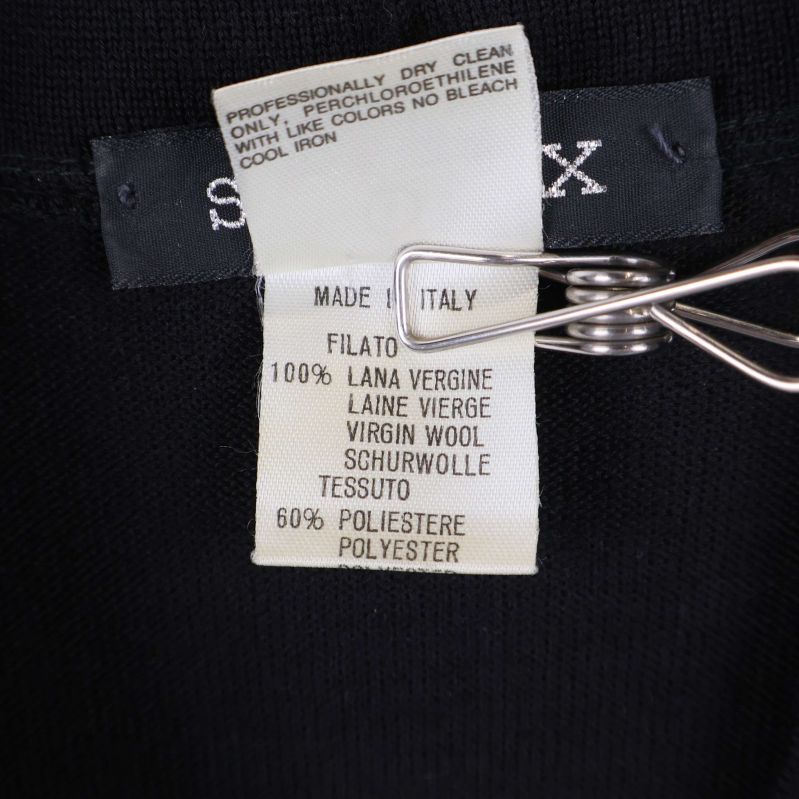 PROFESSIONALLY DRY CLEAN
ONLY, PERCHLOROETHILENE
WITH LIKE COLORS NO BLEACH
COOL IRON
S X
MADE I ITALY
FILATO
100% LANA VERGINE
LAINE VIERGE
VIRGIN WOOL
SCHURWOLLE
TESSUTO
60% POLIESTERE
POLYESTER